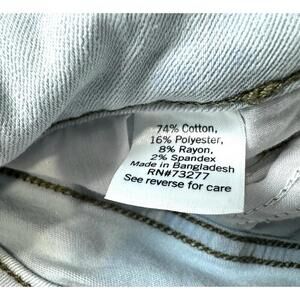 74% Cotton,
16% Polyester,
8% Rayon,
2% Spandex
Made in Bangladesh
RN#73277
See reverse for care